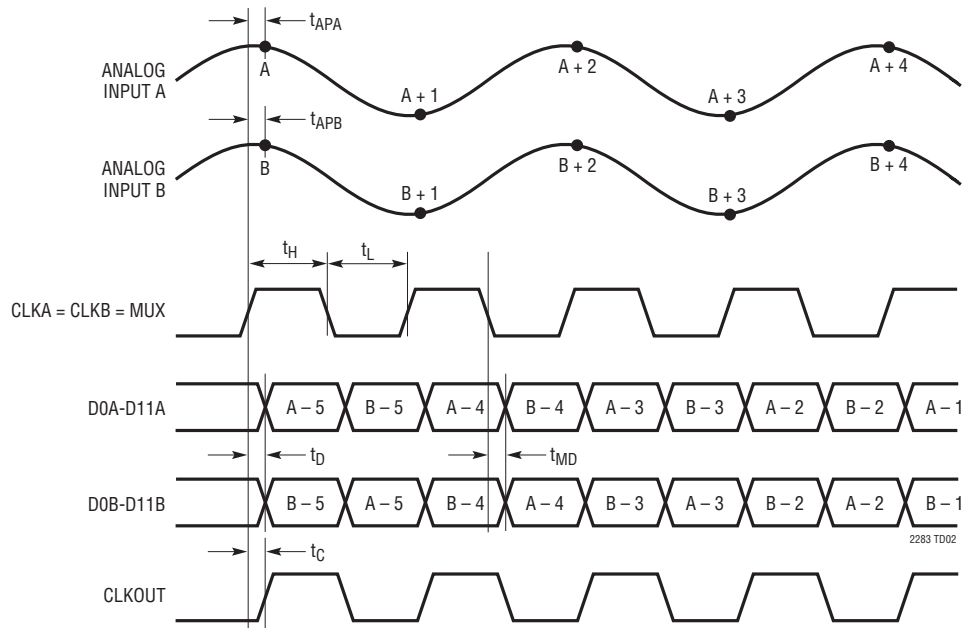 tAPA
ANALOG
INPUT A
A
A + 1
A + 2
A + 3
A + 4
tAPB
ANALOG
INPUT B
B
B + 1
B + 2
B + 3
B + 4
tH
tL
CLKA = CLKB = MUX
D0A-D11A
A – 5
B – 5
A – 4
B – 4
A – 3
B – 3
A – 2
B – 2
A – 1
tD
tMD
D0B-D11B
B – 5
A – 5
B – 4
A – 4
B – 3
A – 3
B – 2
A – 2
B – 1
2283 TD02
tC
CLKOUT